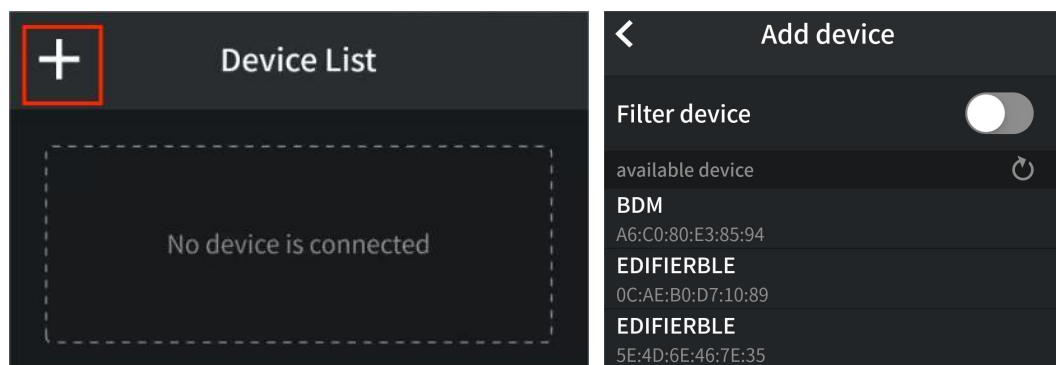 Device List
No device is connected
Add device
Filter device
available device
BDM
A6:C0:80:E3:85:94
EDIFIERBLE
0C:AE:B0:D7:10:89
EDIFIERBLE
5E:4D:6E:46:7E:35